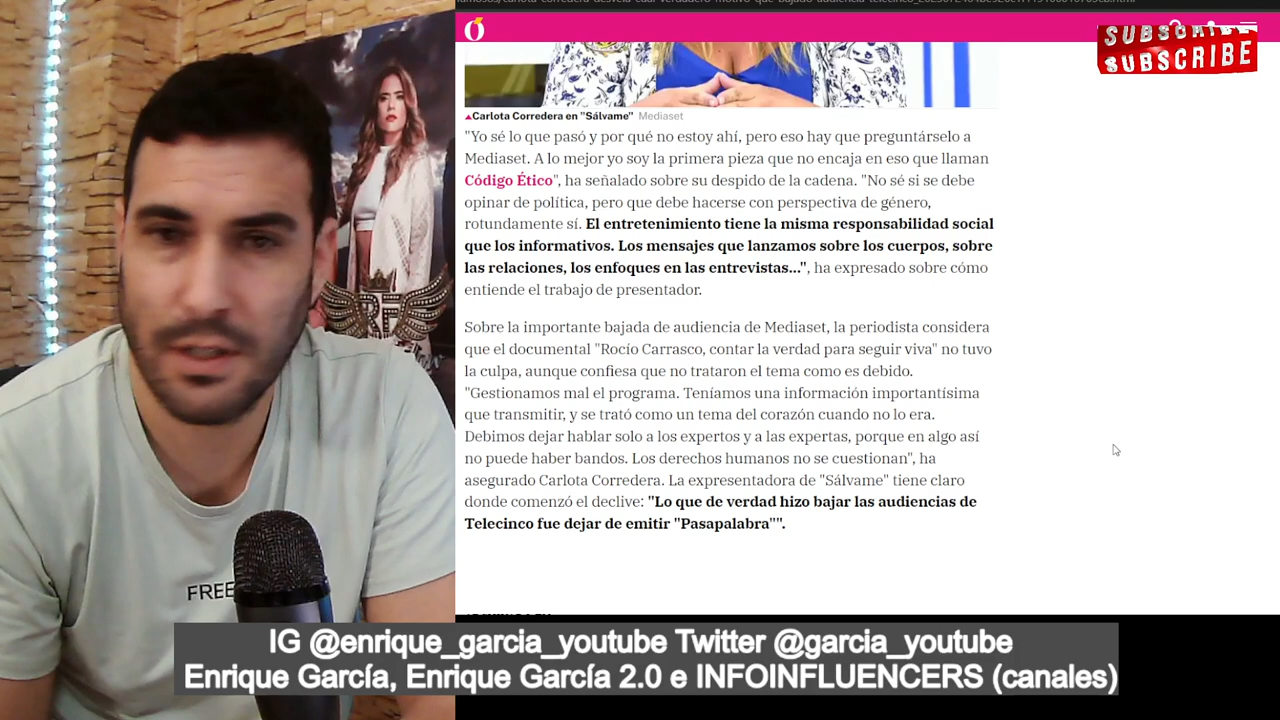 SUBSCRIBE
SUBSCRIBE
Carlota Corredera en "Sálvame" Mediaset
"Yo sé lo que pasó y por qué no estoy ahí, pero eso hay que preguntárselo a
Mediaset. A lo mejor yo soy la primera pieza que no encaja en eso que llaman
Código Ético", ha señalado sobre su despido de la cadena. "No sé si se debe
opinar de política, pero que debe hacerse con perspectiva de género,
rotundamente sí. El entretenimiento tiene la misma responsabilidad social
que los informativos. Los mensajes que lanzamos sobre los cuerpos, sobre
las relaciones, los enfoques en las entrevistas...", ha expresado sobre cómo
entiende el trabajo de presentador.
Sobre la importante bajada de audiencia de Mediaset, la periodista considera
que el documental "Rocío Carrasco, contar la verdad para seguir viva" no tuvo
la culpa, aunque confiesa que no trataron el tema como es debido.
"Gestionamos mal el programa. Teníamos una información importantísima
que transmitir, y se trató como un tema del corazón cuando no lo era.
Debimos dejar hablar solo a los expertos y a las expertas, porque en algo así
no puede haber bandos. Los derechos humanos no se cuestionan", ha
asegurado Carlota Corredera. La expresentadora de "Sálvame" tiene claro
donde comenzó el declive: "Lo que de verdad hizo bajar las audiencias de
Telecinco fue dejar de emitir "Pasapalabra"".
RF
FREE
IG @enrique_garcia_youtube Twitter @garcia_youtube
Enrique García, Enrique García 2.0 e INFOINFLUENCERS (canales)